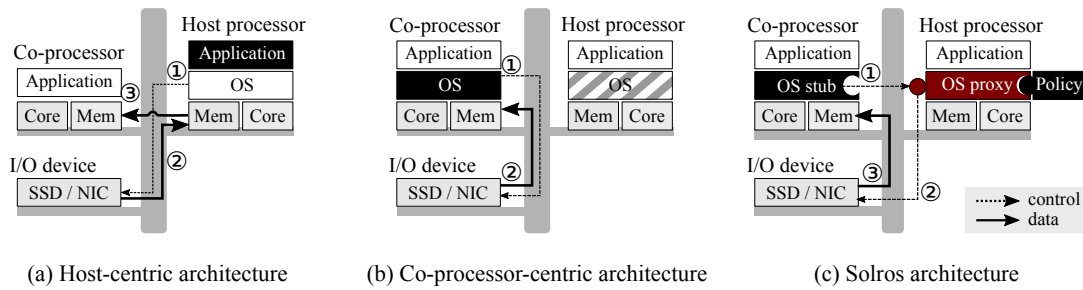 Co-processor
Application
Core
Mem
I/O device
SSD / NIC
Host processor
Application
OS
Mem
Core
①
②
③
(a) Host-centric architecture
Co-processor
Application
OS
Core
Mem
I/O device
SSD / NIC
Host processor
Application
OS
Mem
Core
①
②
(b) Co-processor-centric architecture
Co-processor
Application
OS stub
Core
Mem
I/O device
SSD / NIC
Host processor
Application
OS proxy
Policy
Mem
Core
①
②
③
control
data
(c) Solros architecture